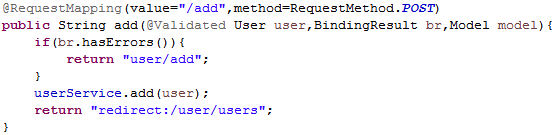 @RequestMapping(value="/add",method=RequestMethod.POST)
public String add(@Validated User user,BindingResult br,Model model){
    if(br.hasErrors()){
        return "user/add";
    }
    userService.add(user);
    return "redirect:/user/users";
}